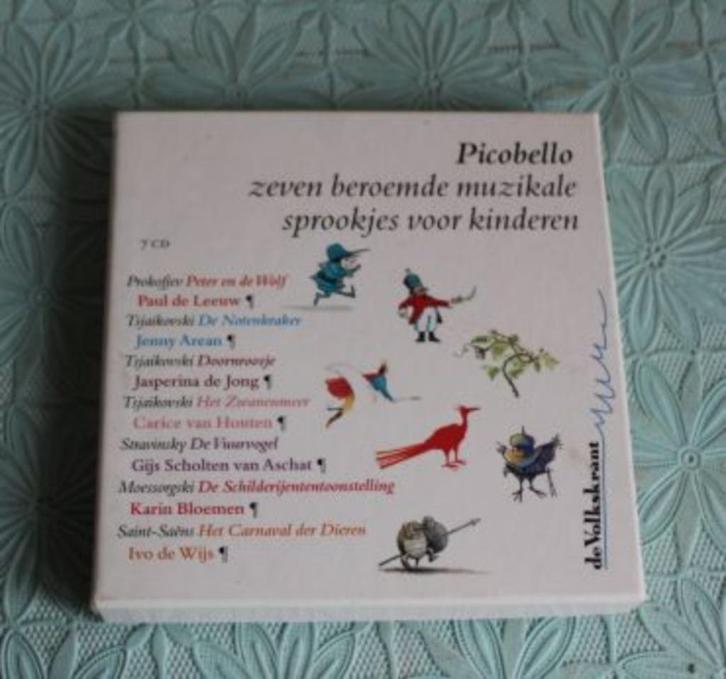 Picobello
zeven beroemde muzikale
sprookjes voor kinderen
7 CD
Prokofjev Peter en de Wolf
Paul de Leeuw ¶
Tsjaikovski De Notenkraker
Jenny Arean ¶
Tsjaikovski Doornroosje
Jasperina de Jong ¶
Tsjaikovski Het Zwanenmeer
Carice van Houten ¶
Stravinsky De Vuurvogel
Gijs Scholten van Aschat ¶
Moessorgski De Schilderijententoonstelling
Karin Bloemen ¶
Saint-Saëns Het Carnaval der Dieren
Ivo de Wijs ¶
de Volkskrant